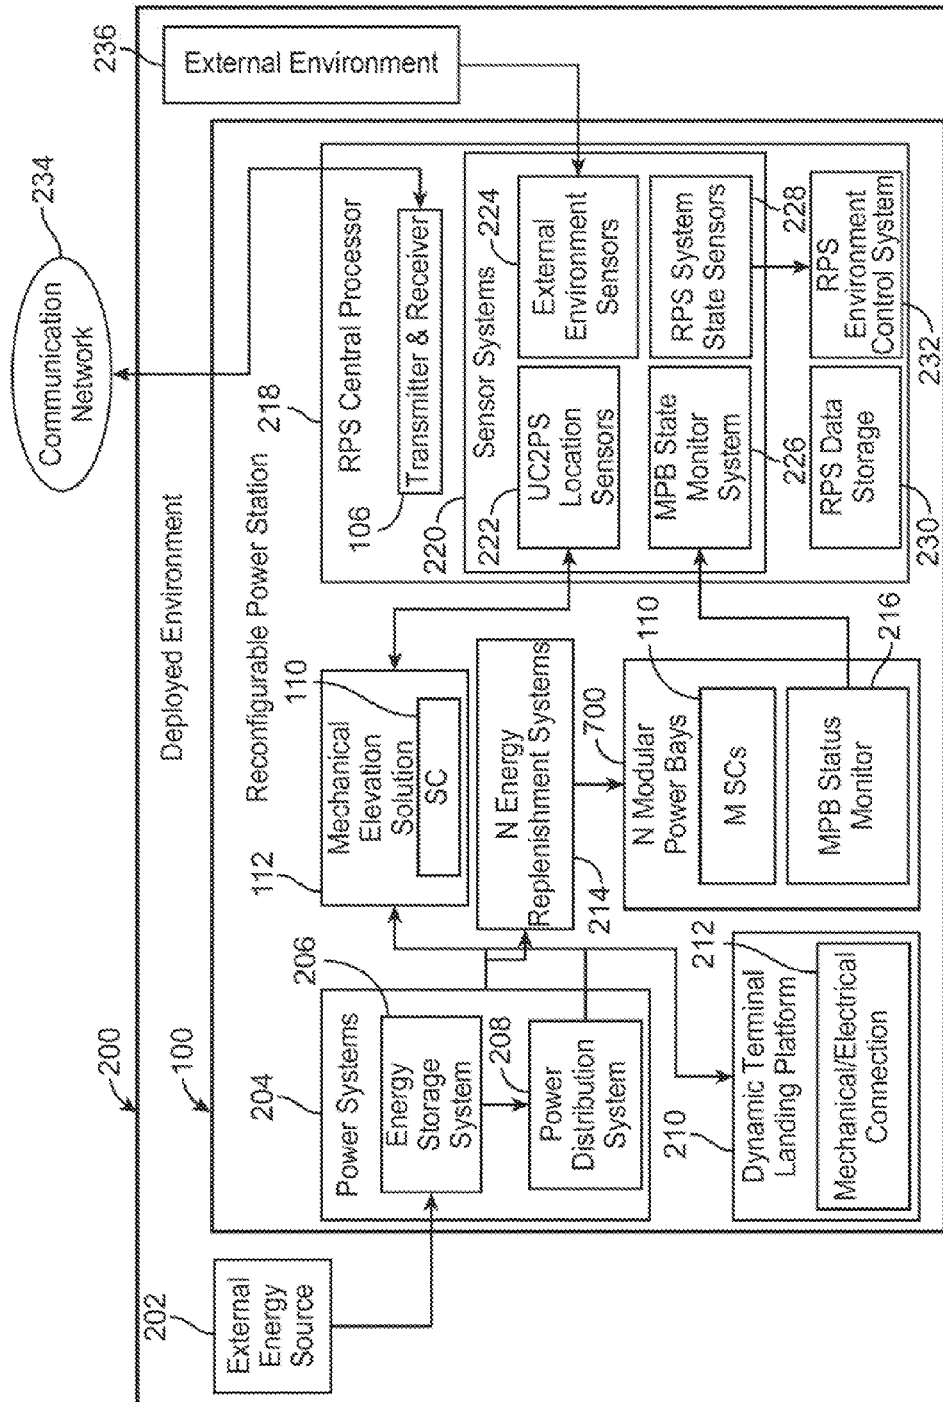 Communication
Network
234
200
Deployed Environment
236
External Environment
202
External
Energy
Source
100
Reconfigurable Power Station
204
Power Systems
206
Energy
Storage
System
208
Power
Distribution
System
210
Dynamic Terminal
Landing Platform
212
Mechanical/Electrical
Connection
112
Mechanical
Elevation
Solution
110
SC
N Energy
Replenishment Systems
214
700
N Modular
Power Bays
110
M SCs
MPB Status
Monitor
216
218
RPS Central Processor
106
Transmitter & Receiver
220
Sensor Systems
222
UC2PS
Location
Sensors
224
External
Environment
Sensors
MPB State
Monitor
System
226
RPS System
State Sensors
228
RPS Data
Storage
230
RPS
Environment
Control System
232